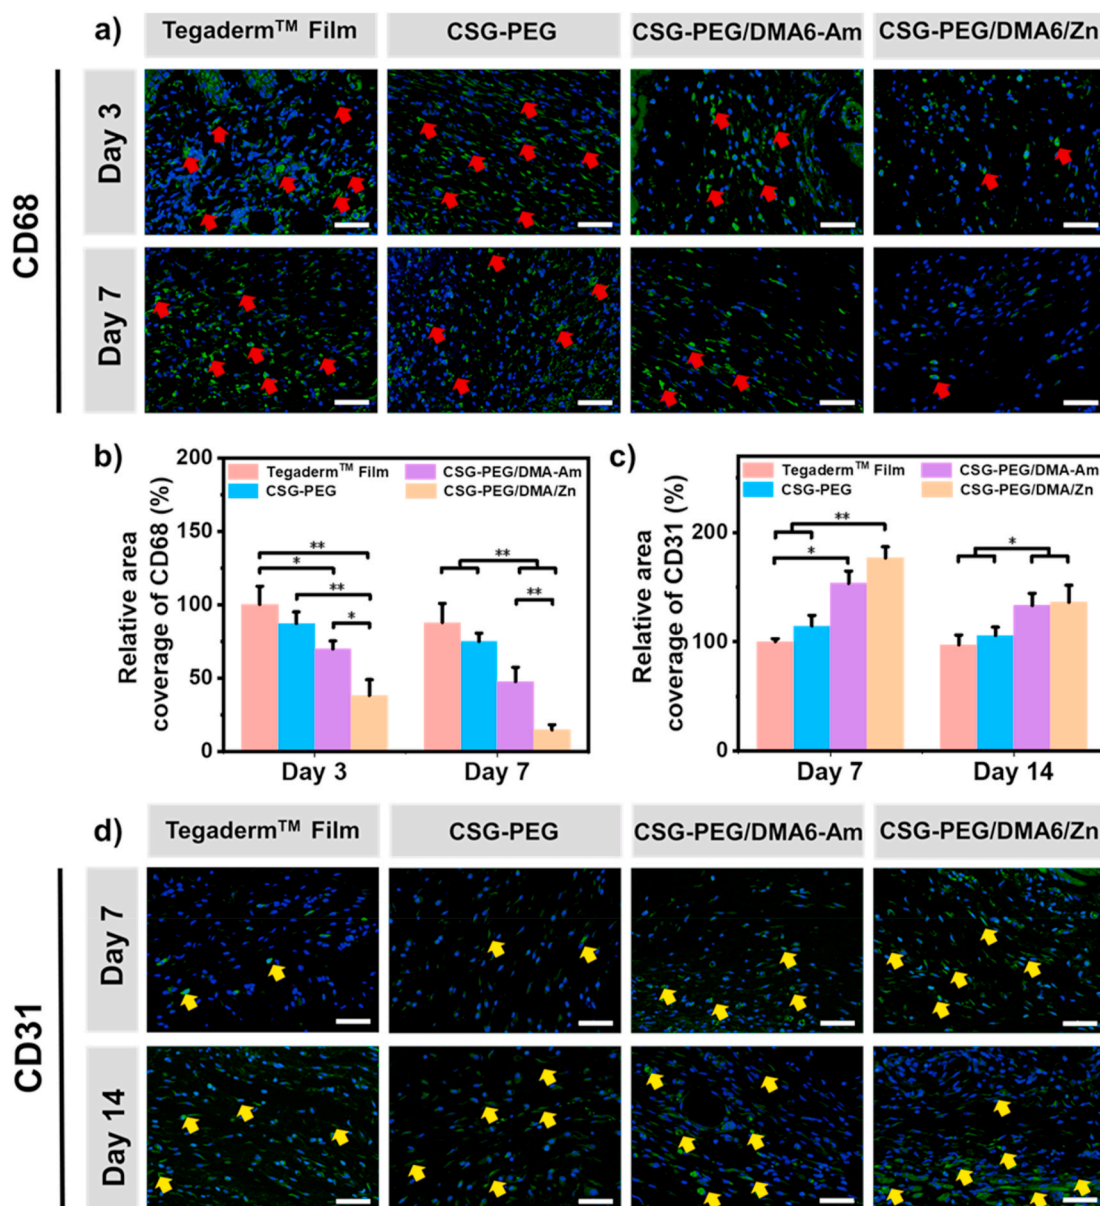 a)
Tegaderm™ Film
CSG-PEG
CSG-PEG/DMA6-Am
CSG-PEG/DMA6/Zn
CD68
Day 3
Day 7
b)
Relative area
coverage of CD68 (%)
200
150
100
50
0
Tegaderm™ Film
CSG-PEG/DMA-Am
CSG-PEG
CSG-PEG/DMA/Zn
**
*
**
*
**
**
Day 3
Day 7
c)
Relative area
coverage of CD31 (%)
200
100
0
Tegaderm™ Film
CSG-PEG/DMA-Am
CSG-PEG
CSG-PEG/DMA/Zn
**
*
*
Day 7
Day 14
d)
Tegaderm™ Film
CSG-PEG
CSG-PEG/DMA6-Am
CSG-PEG/DMA6/Zn
CD31
Day 7
Day 14